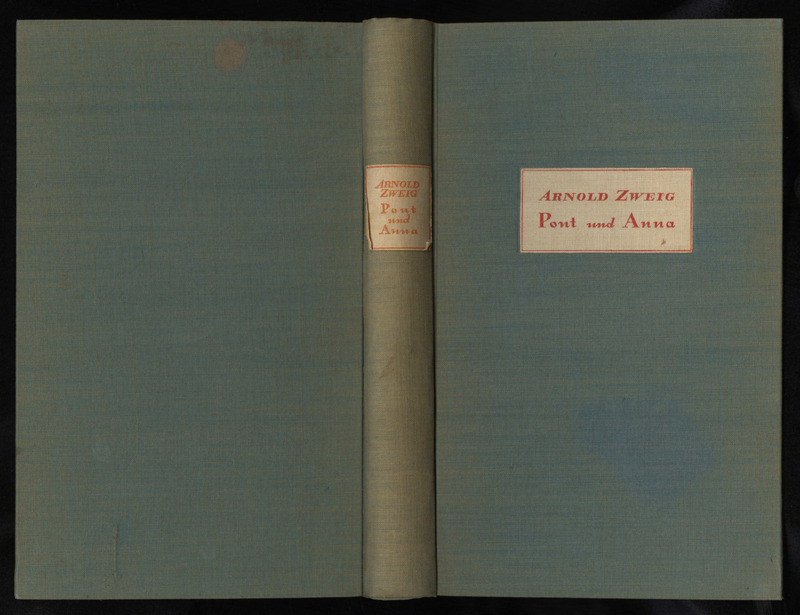 ARNOLD
ZWEIG
Pont
und
Anna
ARNOLD ZWEIG
Pont und Anna